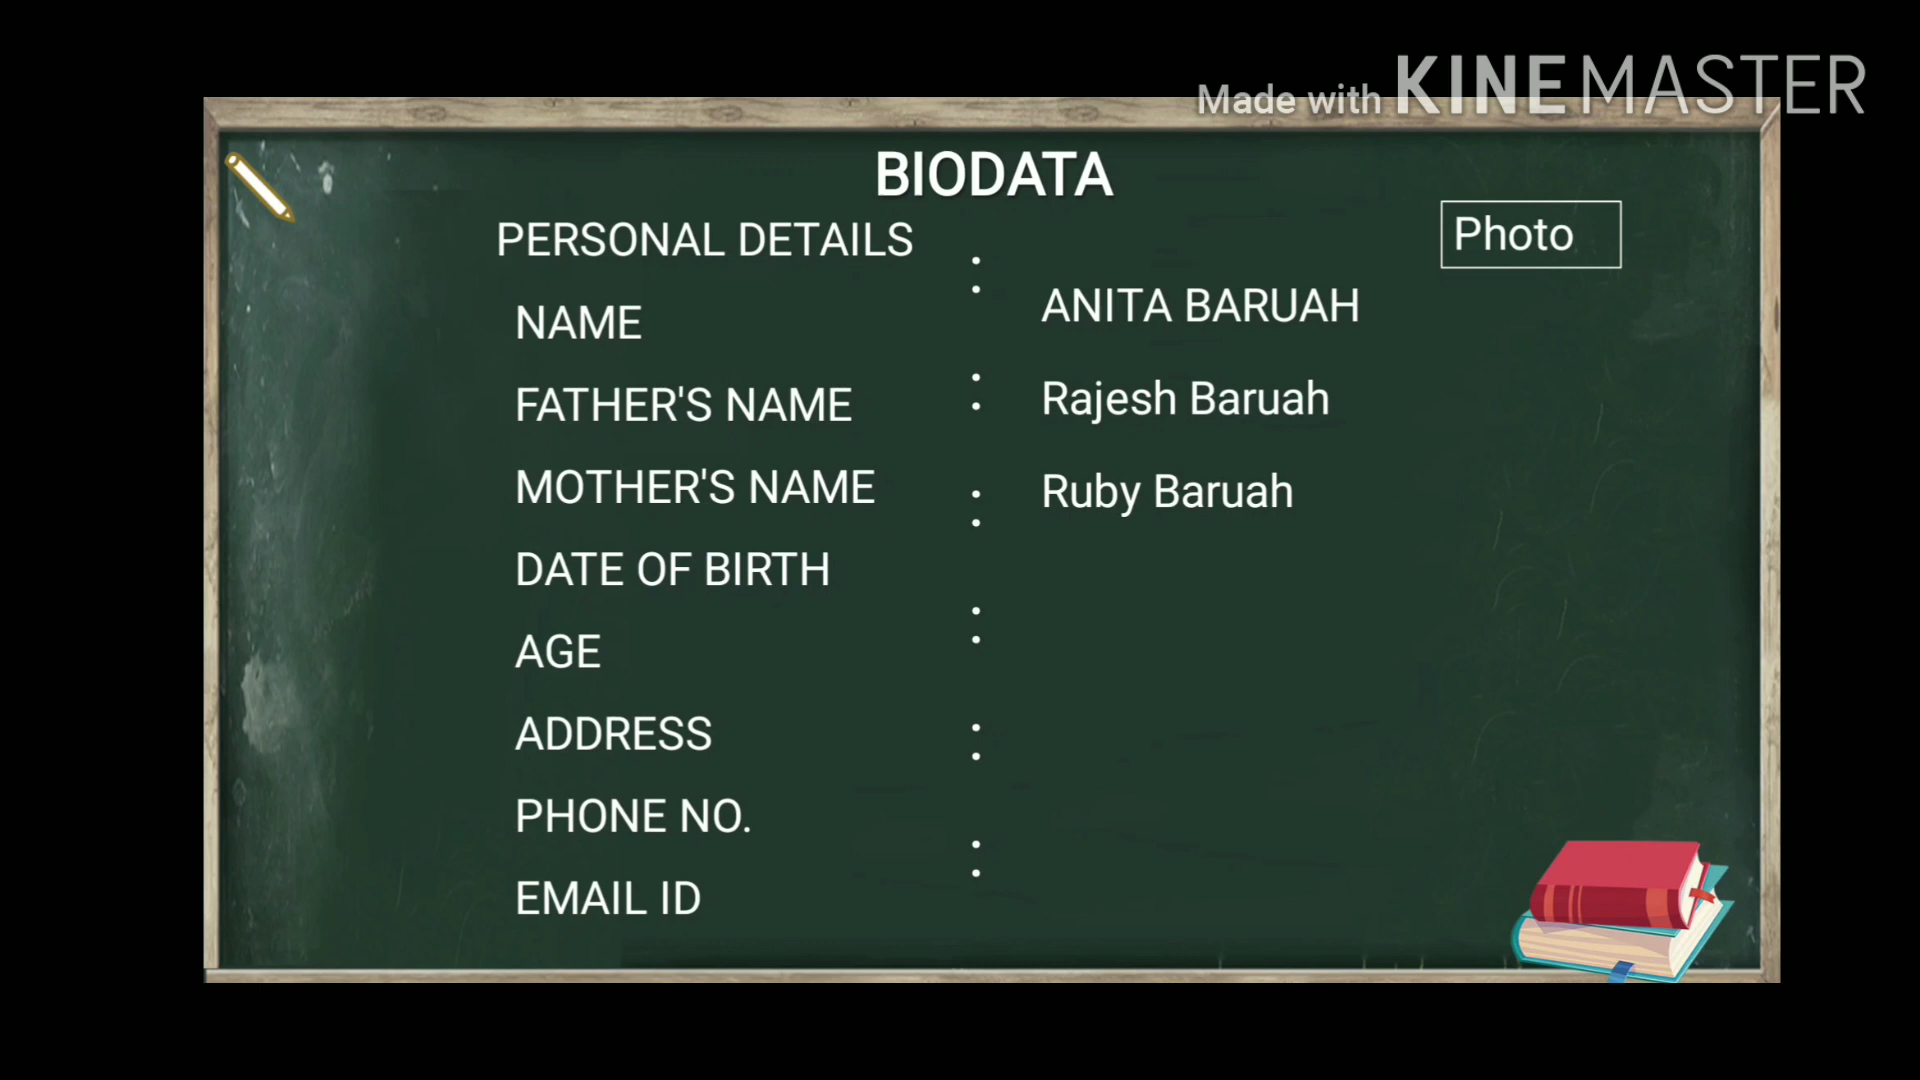 Made with KINEMASTER
BIODATA
PERSONAL DETAILS
Photo
:
NAME ANITA BARUAH
FATHER'S NAME : Rajesh Baruah
MOTHER'S NAME : Ruby Baruah
DATE OF BIRTH
:
AGE
ADDRESS :
PHONE NO.
:
EMAIL ID